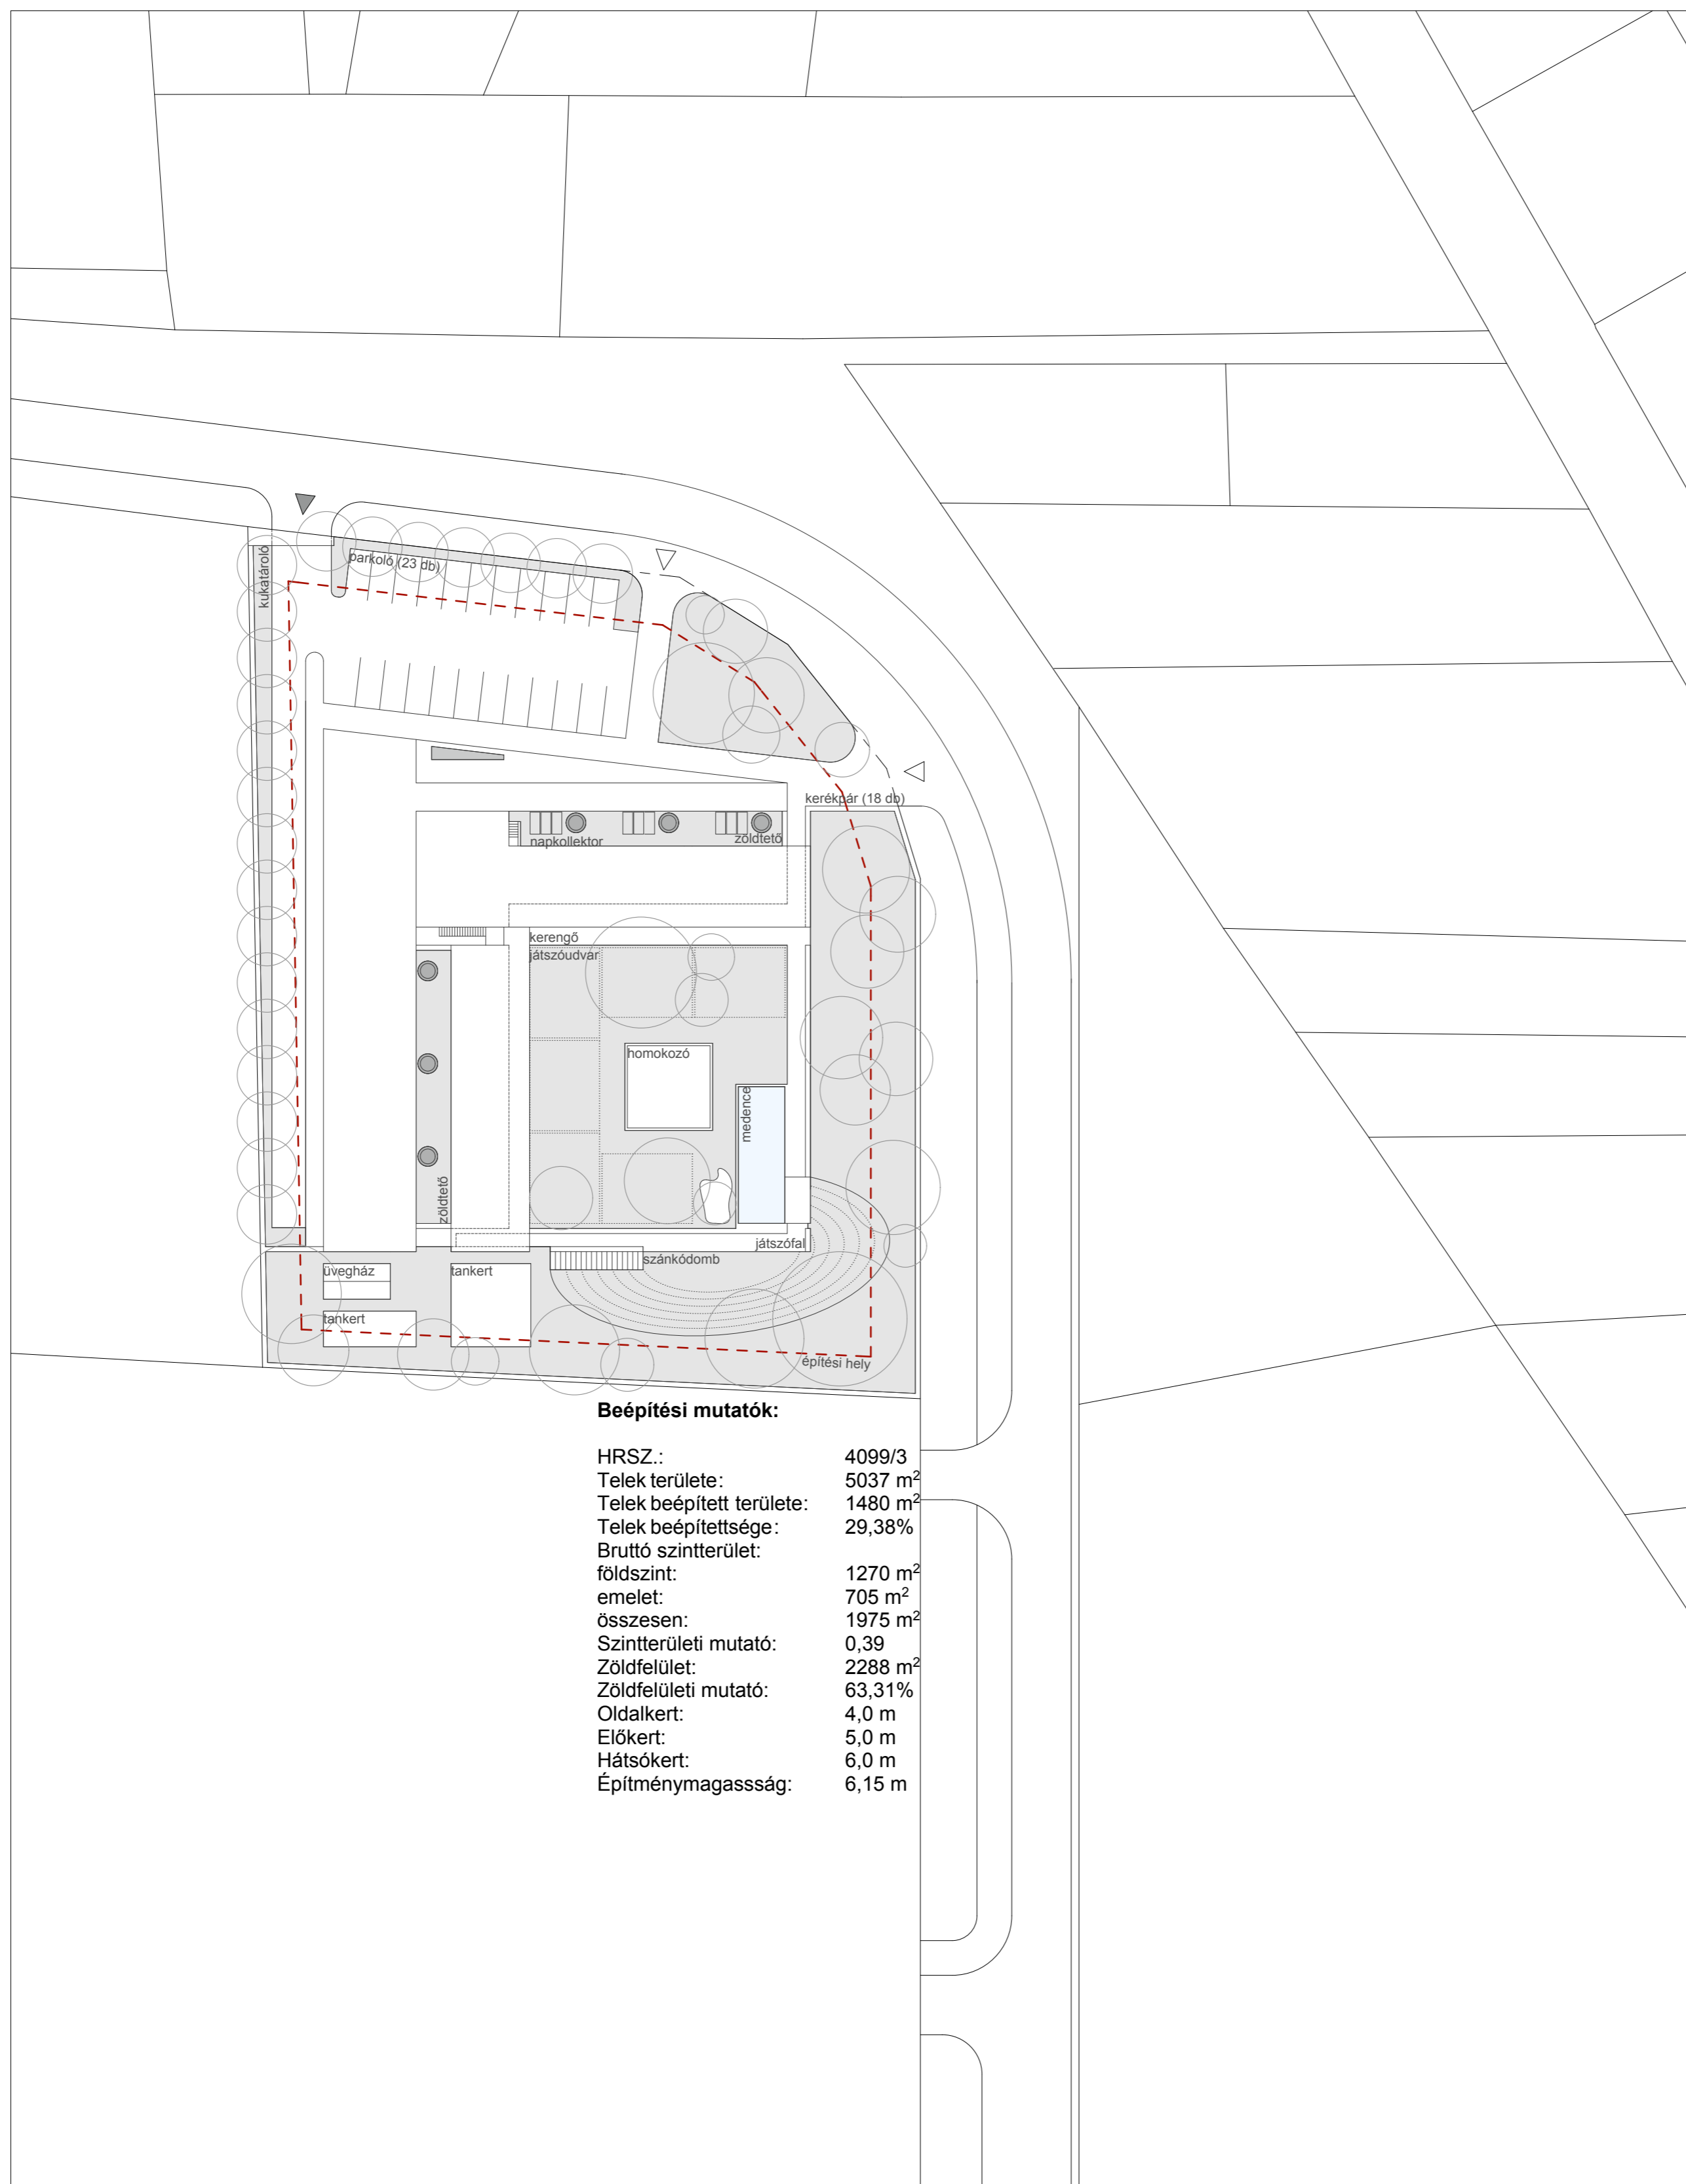 kukatároló
parkoló (23 db)
kerékpár (18 db)
napkollektor
zöldtető
kerengő
játszóudvar
homokozó
medence
zöldtető
játszófal
szánkódomb
üvegház
tankert
tankert
építési hely
Beépítési mutatók:
HRSZ.: 4099/3
Telek területe: 5037 m²
Telek beépített területe: 1480 m²
Telek beépítettsége: 29,38%
Bruttó szintterület:
földszint: 1270 m²
emelet: 705 m²
összesen: 1975 m²
Szintterületi mutató: 0,39
Zöldfelület: 2288 m²
Zöldfelületi mutató: 63,31%
Oldalkert: 4,0 m
Előkert: 5,0 m
Hátsókert: 6,0 m
Építménymagassság: 6,15 m